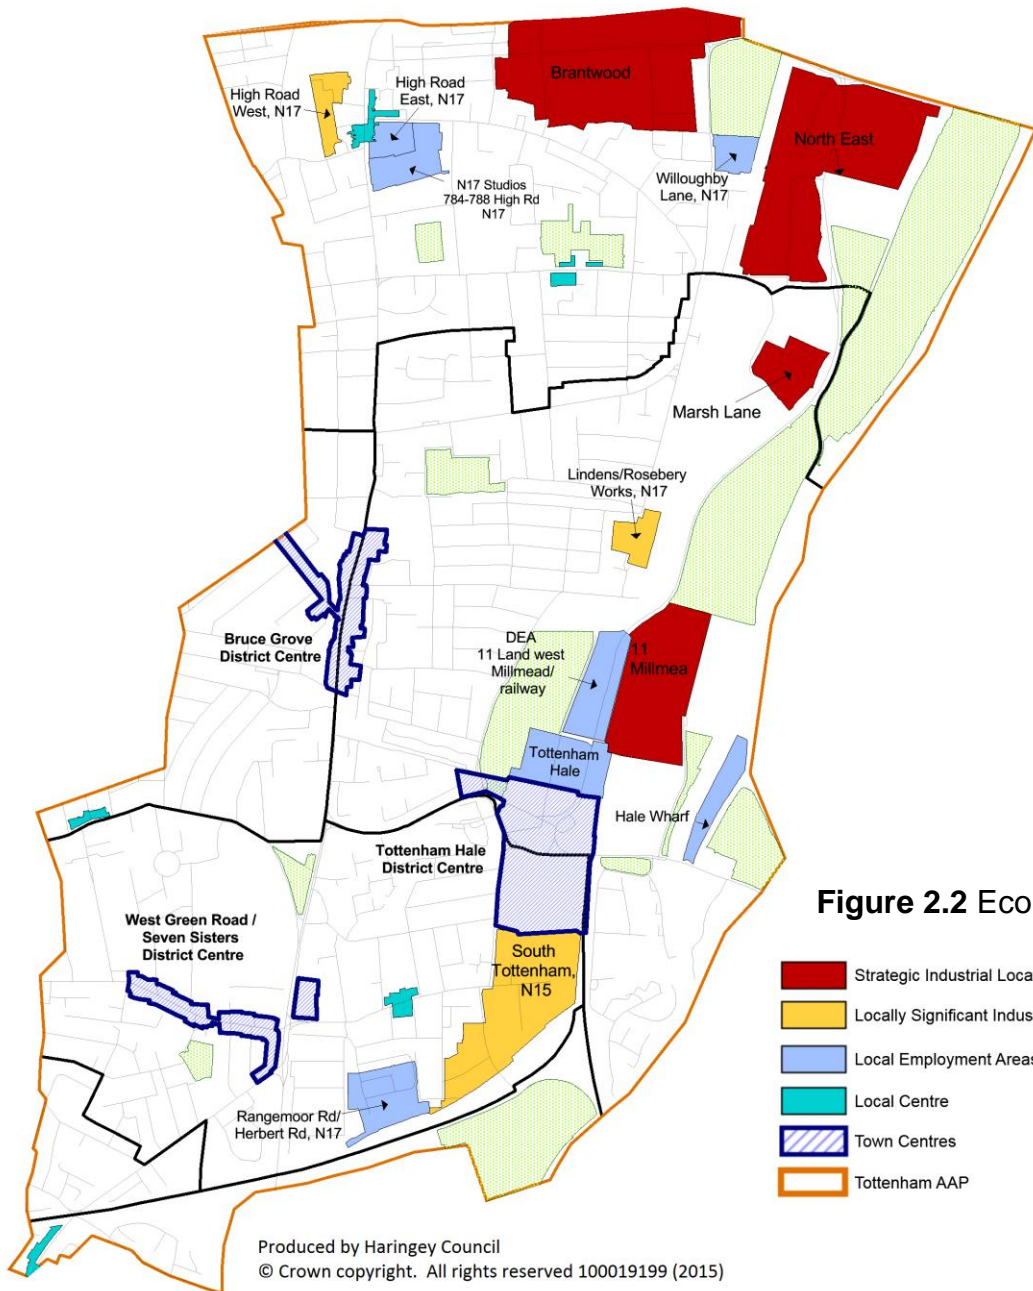 Brantwood
High Road
East, N17
High Road
West, N17
North East
Willoughby
Lane, N17
N17 Studios
784-788 High Rd
N17
Marsh Lane
Lindens/Rosebery
Works, N17
Bruce Grove
District Centre
DEA
11 Land west
Millmead/
railway
11
Millmea
Tottenham
Hale
Hale Wharf
Tottenham Hale
District Centre
Figure 2.2 Eco
West Green Road /
Seven Sisters
District Centre
South
Tottenham,
N15
Strategic Industrial Loca
Locally Significant Indus
Local Employment Areas
Local Centre
Town Centres
Tottenham AAP
Rangemoor Rd/
Herbert Rd, N17
Produced by Haringey Council
© Crown copyright.  All rights reserved 100019199 (2015)